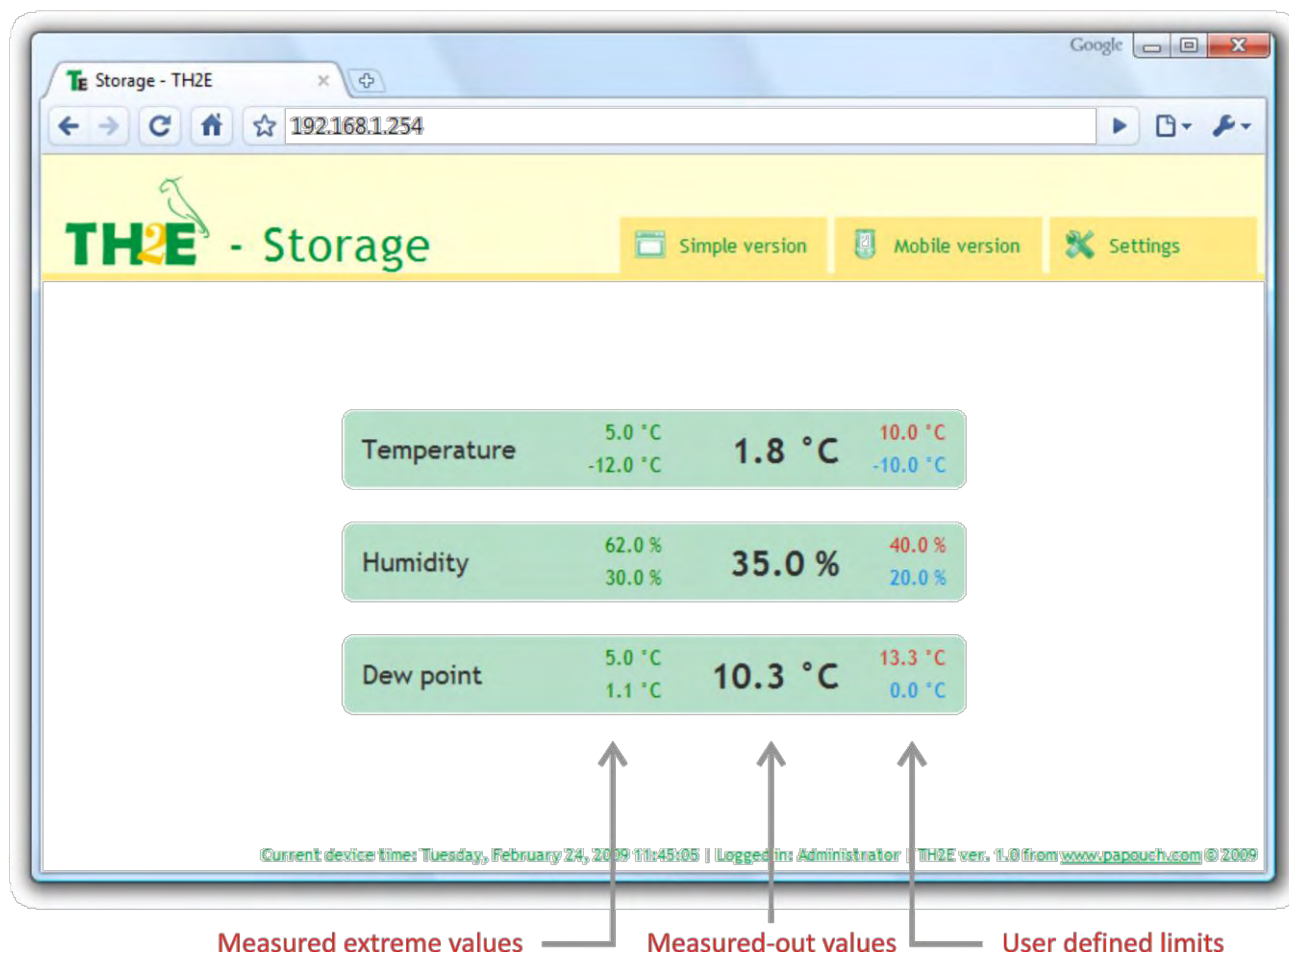 Google
TE Storage - TH2E
192.168.1.254
TH2E - Storage
Simple version
Mobile version
Settings
Temperature
5.0 °C
-12.0 °C
1.8 °C
10.0 °C
-10.0 °C
Humidity
62.0 %
30.0 %
35.0 %
40.0 %
20.0 %
Dew point
5.0 °C
1.1 °C
10.3 °C
13.3 °C
0.0 °C
Current device time: Tuesday, February 24, 2009 11:45:05 | Logged in: Administrator | TH2E ver. 1.0 from www.papouch.com © 2009
Measured extreme values
Measured-out values
User defined limits